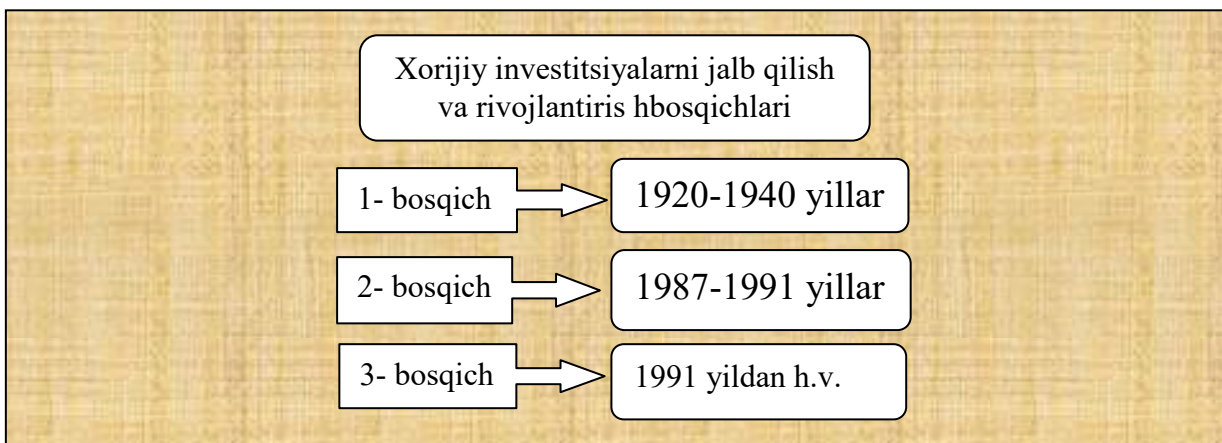 Xorijiy investitsiyalarni jalb qilish
va rivojlantiris hbosqichlari
1- bosqich
1920-1940 yillar
2- bosqich
1987-1991 yillar
3- bosqich
1991 yildan h.v.